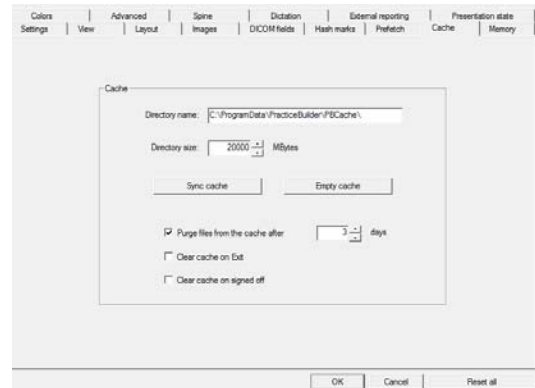 Colors Advanced Spine Dictation External reporting Presentation state
Settings View Layout Images DICOM fields Hash marks Prefetch Cache Memory
Cache
Directory name: C:\ProgramData\PracticeBuilder\PBCache\
Directory size: 20000 MBytes
Sync cache Empty cache
Purge files from the cache after 3 days
Clear cache on Exit
Clear cache on signed off
OK Cancel Reset all